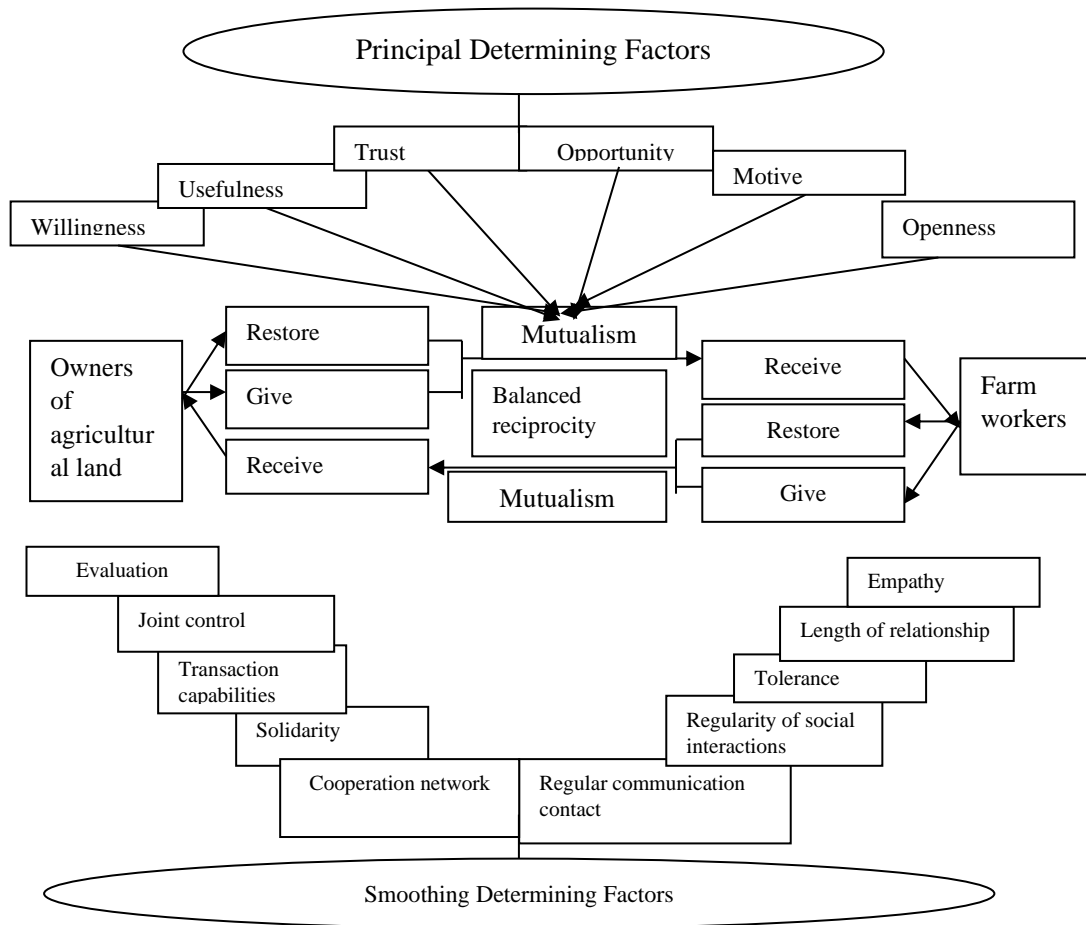 Principal Determining Factors
Trust
Opportunity
Motive
Usefulness
Willingness
Openness
Restore
Mutualism
Receive
Owners
of
agricultur
al land
Give
Balanced
reciprocity
Farm
workers
Restore
Receive
Mutualism
Give
Evaluation
Empathy
Joint control
Length of relationship
Transaction
capabilities
Tolerance
Solidarity
Regularity of social
interactions
Cooperation network
Regular communication
contact
Smoothing Determining Factors